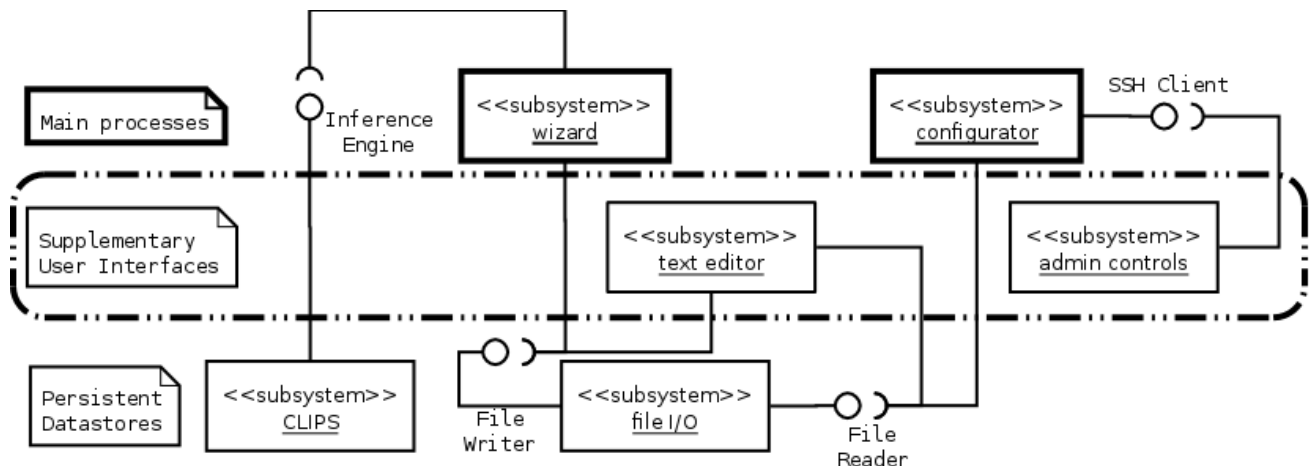 Main processes
Inference
Engine
<<subsystem>>
wizard
<<subsystem>>
configurator
SSH Client
Supplementary
User Interfaces
<<subsystem>>
text editor
<<subsystem>>
admin controls
Persistent
Datastores
<<subsystem>>
CLIPS
File
Writer
<<subsystem>>
file I/O
File
Reader